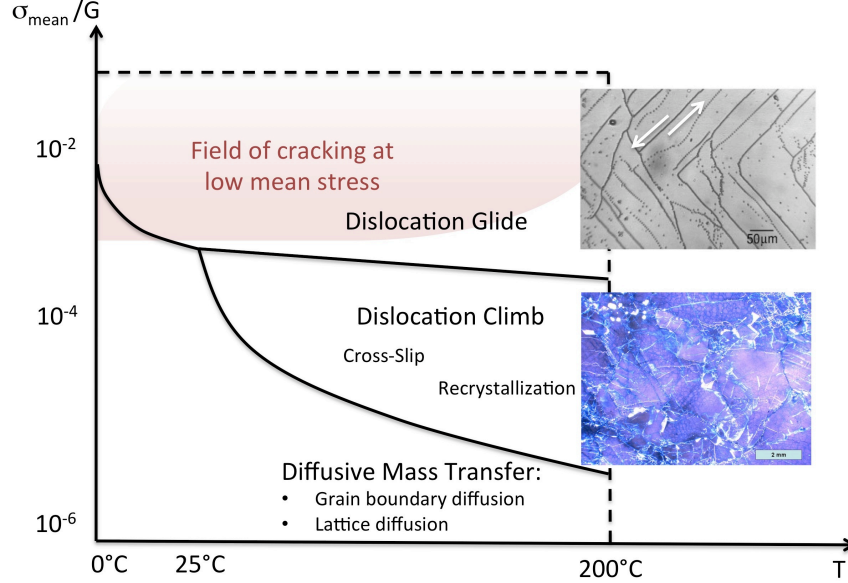 σmean /G
10-2
Field of cracking at
low mean stress
Dislocation Glide
50µm
10-4
Dislocation Climb
Cross-Slip
Recrystallization
2 mm
Diffusive Mass Transfer:
• Grain boundary diffusion
• Lattice diffusion
10-6
0°C 25°C 200°C T